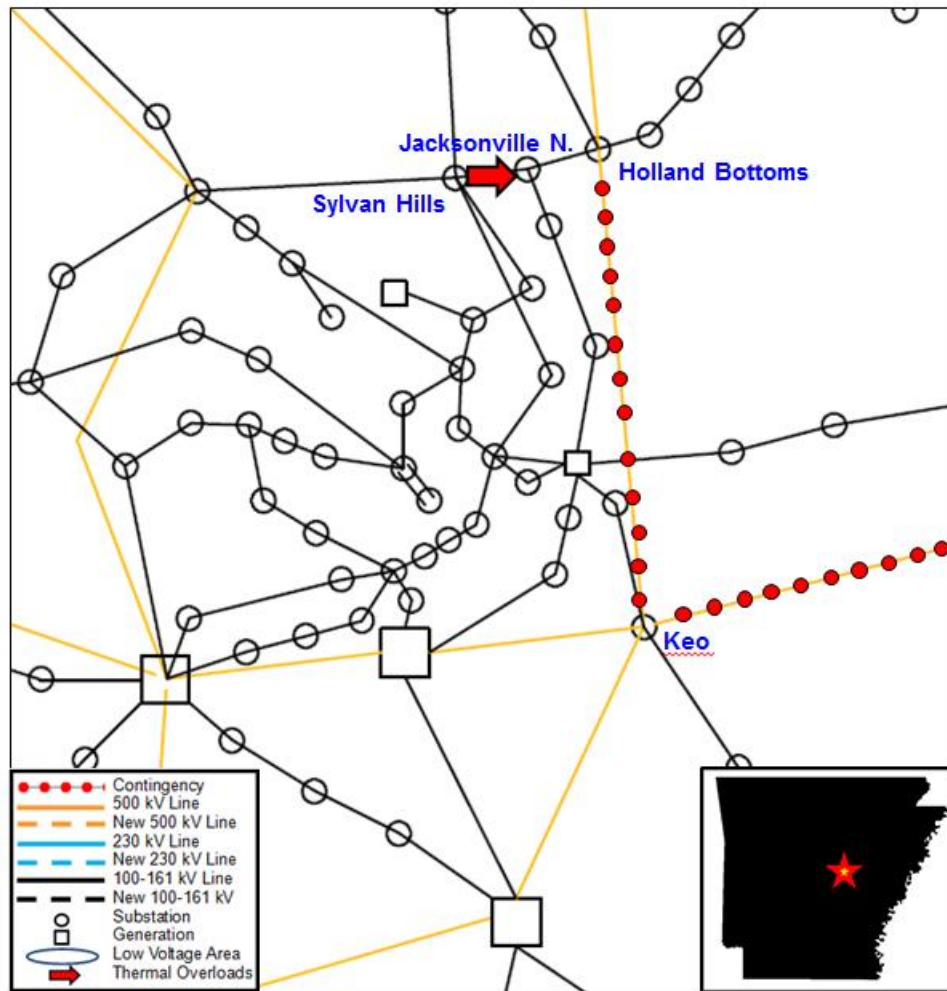 Jacksonville N.
Holland Bottoms
Sylvan Hills
Keo
Contingency
500 kV Line
New 500 kV Line
230 kV Line
New 230 kV Line
100-161 kV Line
New 100-161 kV
Substation
Generation
Low Voltage Area
Thermal Overloads